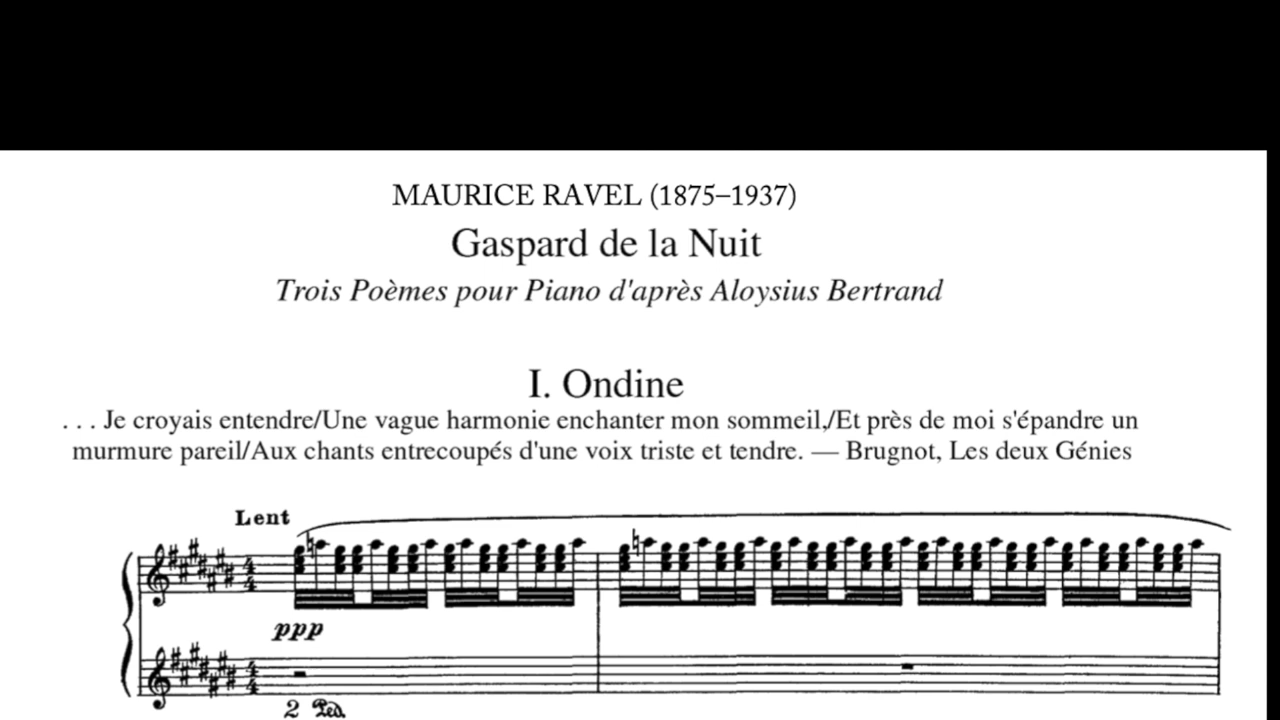 MAURICE RAVEL (1875–1937)
Gaspard de la Nuit
Trois Poèmes pour Piano d'après Aloysius Bertrand
I. Ondine
. . . Je croyais entendre/Une vague harmonie enchanter mon sommeil,/Et près de moi s'épandre un
murmure pareil/Aux chants entrecoupés d'une voix triste et tendre. — Brugnot, Les deux Génies
Lent
ppp
2 Ped.